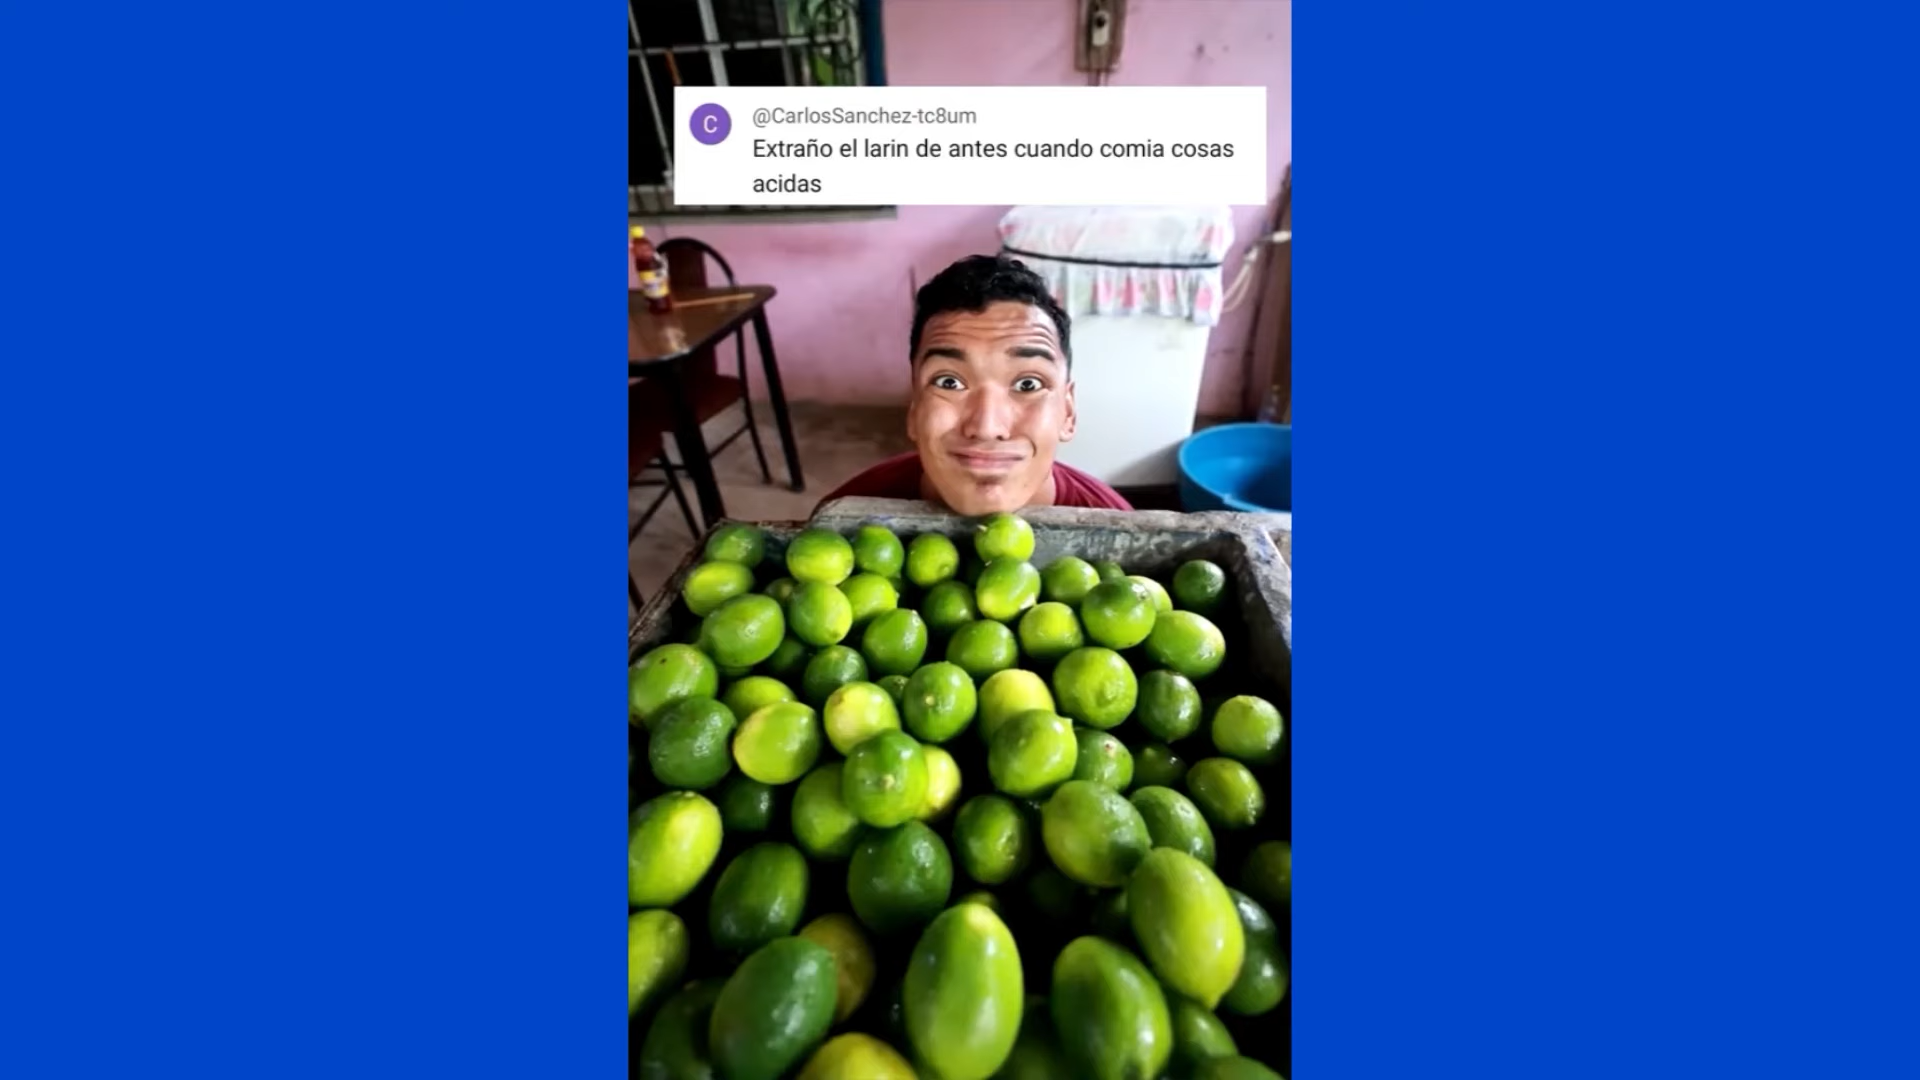 C
@CarlosSanchez-tc8um
Extraño el larin de antes cuando comia cosas
acidas